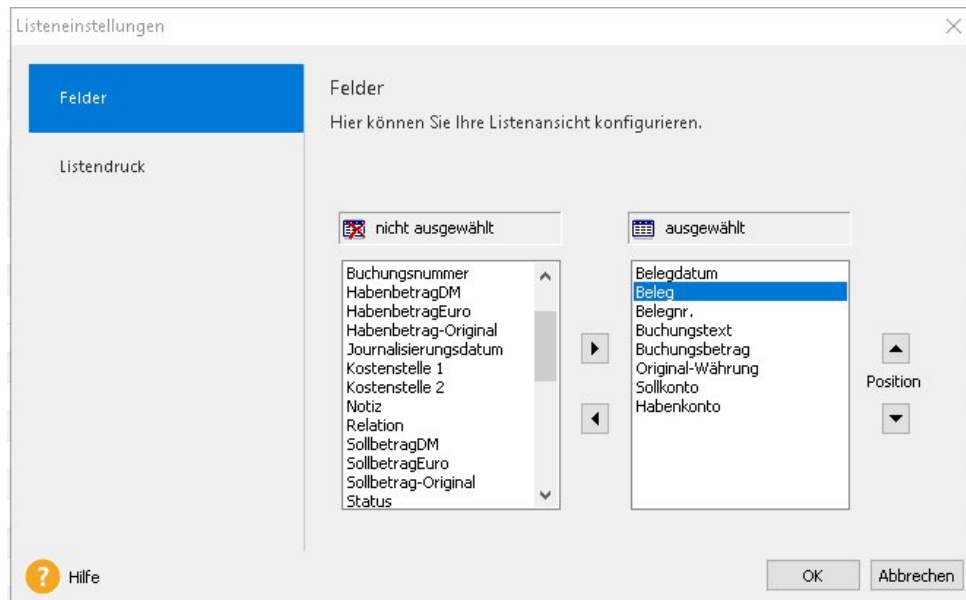 Listeneinstellungen
Felder
Listendruck
Felder
Hier können Sie Ihre Listenansicht konfigurieren.
nicht ausgewählt
Buchungsnummer
HabenbetragDM
HabenbetragEuro
Habenbetrag-Original
Journalisierungsdatum
Kostenstelle 1
Kostenstelle 2
Notiz
Relation
SollbetragDM
SollbetragEuro
Sollbetrag-Original
Status
ausgewählt
Belegdatum
Beleg
Belegnr.
Buchungstext
Buchungsbetrag
Original-Währung
Sollkonto
Habenkonto
Position
? Hilfe
OK
Abbrechen